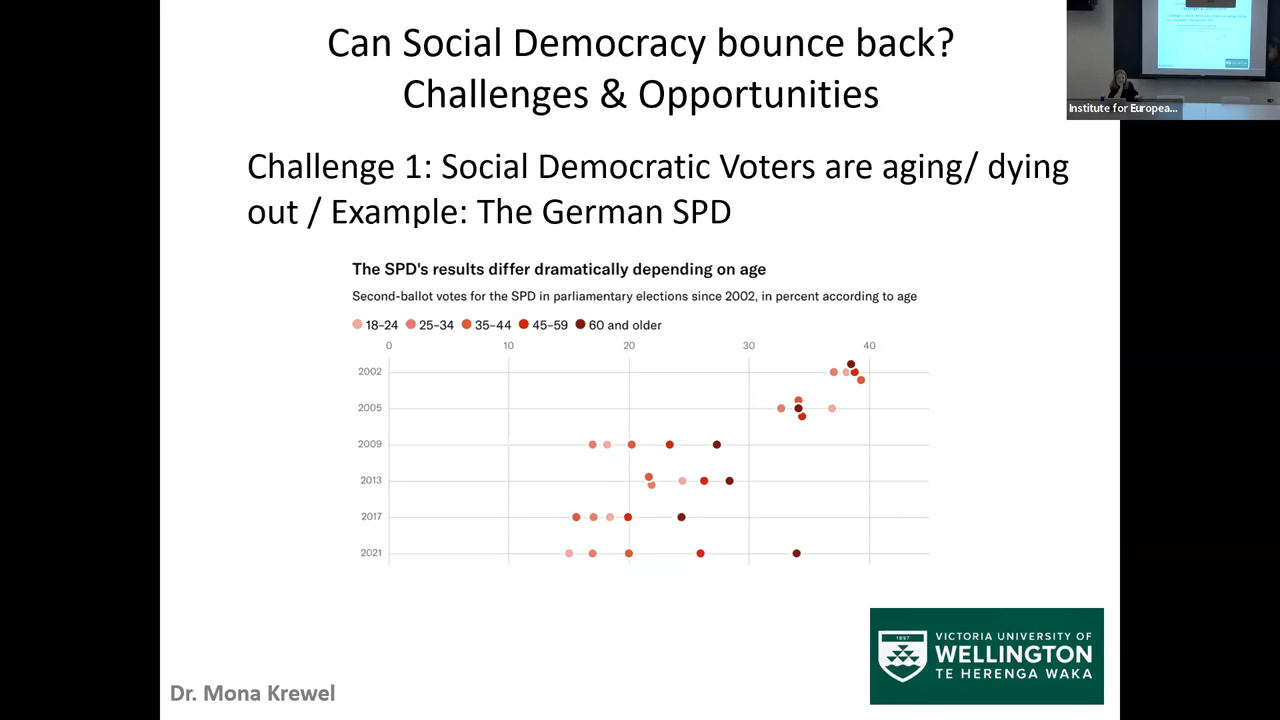 Can Social Democracy bounce back?
Challenges & Opportunities
Institute for Europea...
Challenge 1: Social Democratic Voters are aging/ dying
out / Example: The German SPD
The SPD's results differ dramatically depending on age
Second-ballot votes for the SPD in parliamentary elections since 2002, in percent according to age
18–24 25–34 35–44 45–59 60 and older
0 10 20 30 40
2002
2005
2009
2013
2017
2021
1897
VICTORIA UNIVERSITY OF
WELLINGTON
TE HERENGA WAKA
Dr. Mona Krewel